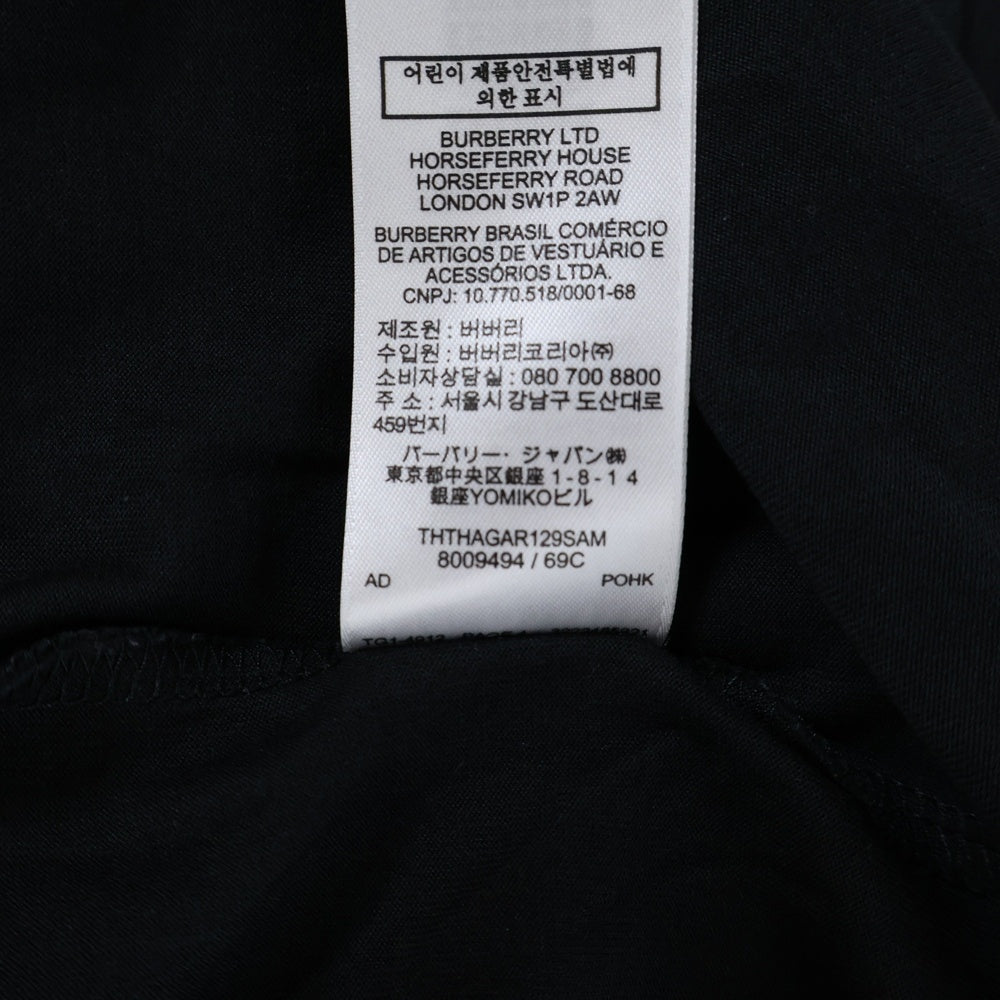 어린이 제품안전특별법에
의한 표시
BURBERRY LTD
HORSEFERRY HOUSE
HORSEFERRY ROAD
LONDON SW1P 2AW
BURBERRY BRASIL COMÉRCIO
DE ARTIGOS DE VESTUÁRIO E
ACESSÓRIOS LTDA.
CNPJ: 10.770.518/0001-68
제조원 : 버버리
수입원 : 버버리코리아㈜
소비자상담실 : 080 700 8800
주 소 : 서울시 강남구 도산대로
459번지
バーバリー・ジャパン㈱
東京都中央区銀座 1 - 8 - 1 4
銀座YOMIKOビル
THTHAGAR129SAM
8009494 / 69C
AD POHK